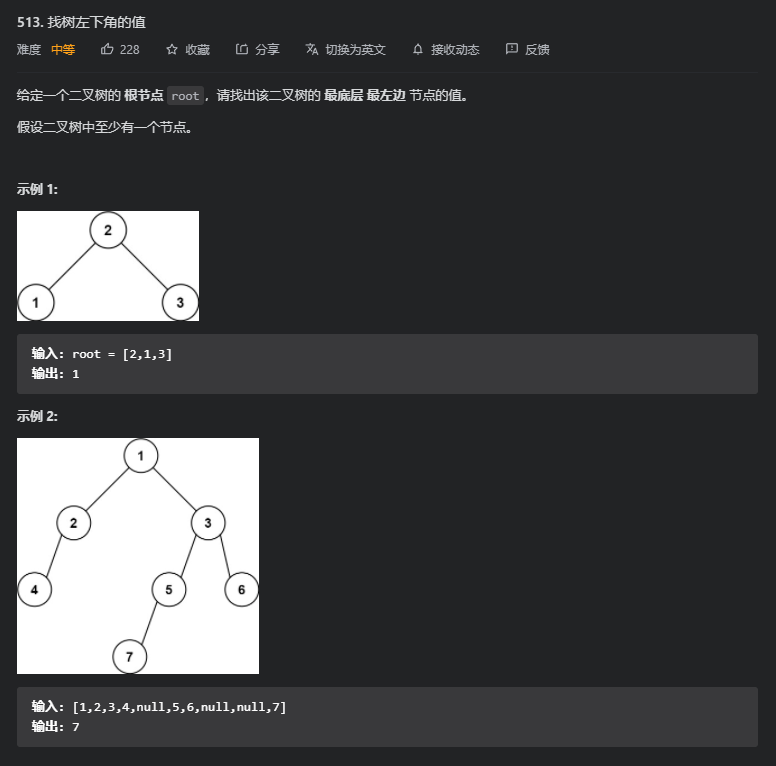 513. 找树左下角的值
难度 中等 228 收藏 分享 切换为英文 接收动态 反馈
给定一个二叉树的 根节点 root，请找出该二叉树的 最底层 最左边 节点的值。
假设二叉树中至少有一个节点。
示例 1:
2
1 3
输入: root = [2,1,3]
输出: 1
示例 2:
1
2 3
4 5 6
7
输入: [1,2,3,4,null,5,6,null,null,7]
输出: 7